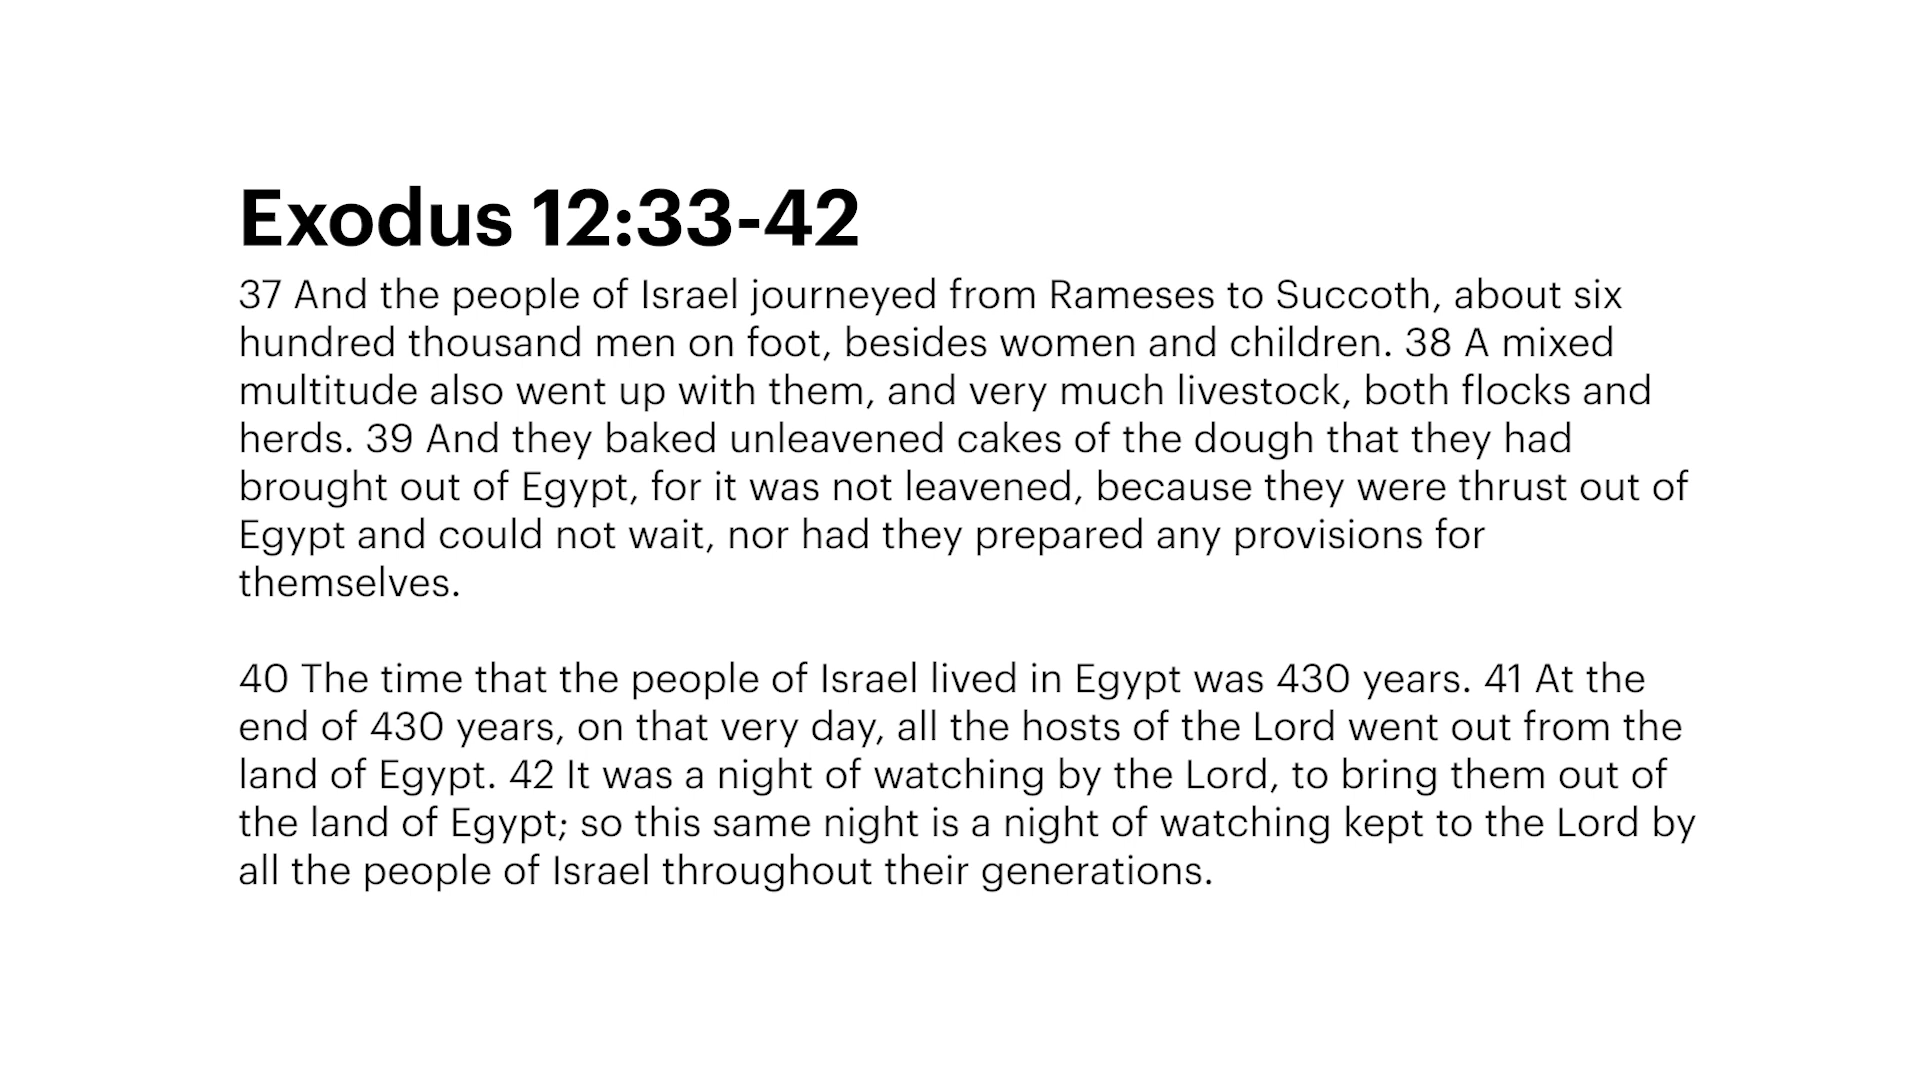 Exodus 12:33-42
37 And the people of Israel journeyed from Rameses to Succoth, about six
hundred thousand men on foot, besides women and children. 38 A mixed
multitude also went up with them, and very much livestock, both flocks and
herds. 39 And they baked unleavened cakes of the dough that they had
brought out of Egypt, for it was not leavened, because they were thrust out of
Egypt and could not wait, nor had they prepared any provisions for
themselves.
40 The time that the people of Israel lived in Egypt was 430 years. 41 At the
end of 430 years, on that very day, all the hosts of the Lord went out from the
land of Egypt. 42 It was a night of watching by the Lord, to bring them out of
the land of Egypt; so this same night is a night of watching kept to the Lord by
all the people of Israel throughout their generations.